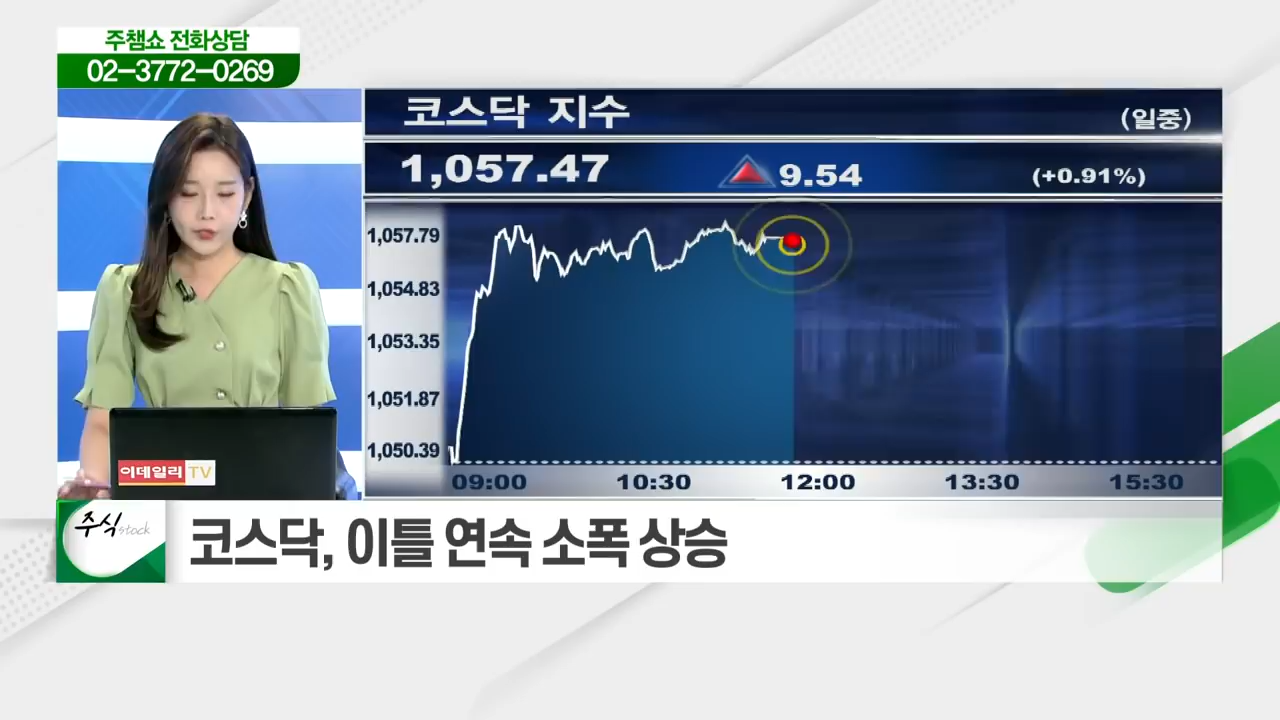 주챔쇼 전화상담
02-3772-0269
코스닥 지수
(일중)
1,057.47
9.54
(+0.91%)
1,057.79
1,054.83
1,053.35
1,051.87
1,050.39
09:00 10:30 12:00 13:30 15:30
이데일리 TV
주식 stock
코스닥, 이틀 연속 소폭 상승